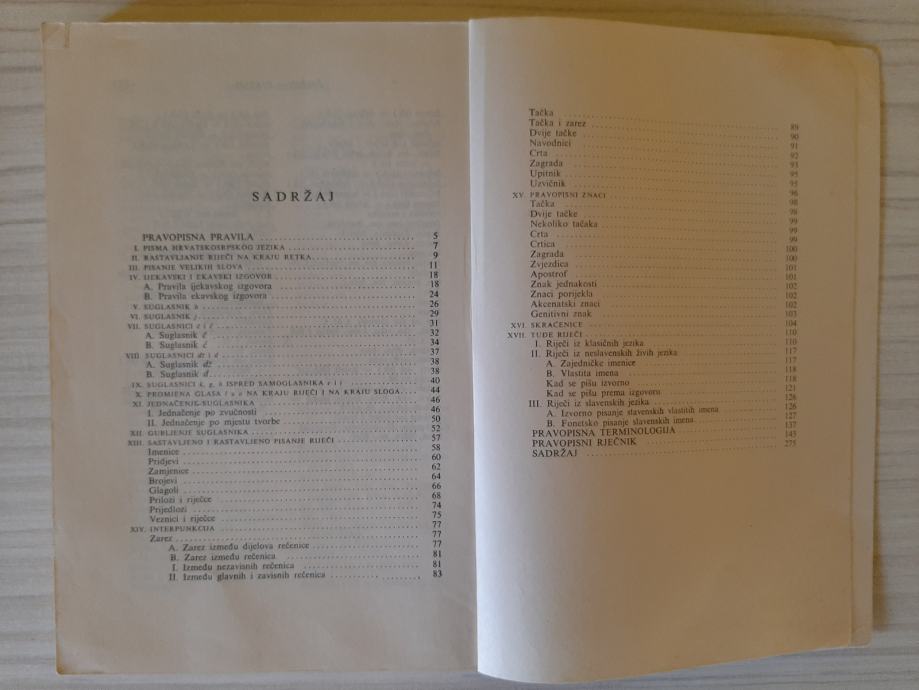 SADRŽAJ
PRAVOPISNA PRAVILA 5
I. PISMA HRVATSKOSRPSKOG JEZIKA 7
II. RASTAVLJANJE RIJEČI NA KRAJU RETKA 9
III. PISANJE VELIKIH SLOVA 11
IV. IJEKAVSKI I EKAVSKI IZGOVOR 18
A. Pravila ijekavskog izgovora 18
B. Pravila ekavskog izgovora 24
V. SUGLASNIK h 26
VI. SUGLASNIK j 29
VII. SUGLASNICI č i ć 31
A. Suglasnik č 32
B. Suglasnik ć 34
VIII. SUGLASNICI dž i đ 37
A. Suglasnik dž 38
B. Suglasnik đ 38
IX. SUGLASNICI k, g, h ISPRED SAMOGLASNIKA e i i 40
X. PROMJENA GLASA l u o NA KRAJU RIJEČI I NA KRAJU SLOGA 44
XI. JEDNAČENJE SUGLASNIKA 46
I. Jednačenje po zvučnosti 46
II. Jednačenje po mjestu tvorbe 50
XII. GUBLJENJE SUGLASNIKA 52
XIII. SASTAVLJENO I RASTAVLJENO PISANJE RIJEČI 57
Imenice 58
Pridjevi 60
Zamjenice 62
Brojevi 64
Glagoli 66
Prilozi i riječce 68
Prijedlozi 74
Veznici i riječce 75
XIV. INTERPUNKCIJA 77
Zarez 77
A. Zarez između dijelova rečenice 77
B. Zarez između rečenica 81
I. Između nezavisnih rečenica 81
II. Između glavnih i zavisnih rečenica 83
Tačka 89
Tačka i zarez 90
Dvije tačke 91
Navodnici 92
Crta 93
Zagrada 95
Upitnik 95
Uzvičnik 96
XV. PRAVOPISNI ZNACI 98
Tačka 98
Dvije tačke 99
Nekoliko tačaka 99
Crta 99
Crtica 100
Zagrada 100
Zvjezdica 101
Apostrof 101
Znak jednakosti 102
Znaci porijekla 102
Akcenatski znaci 102
Genitivni znak 103
XVI. SKRAĆENICE 104
XVII. TUĐE RIJEČI 110
I. Riječi iz klasičnih jezika 110
II. Riječi iz neslavenskih živih jezika 117
A. Zajedničke imenice 117
B. Vlastita imena 118
Kad se pišu izvorno 118
Kad se pišu prema izgovoru 121
III. Riječi iz slavenskih jezika 126
A. Izvorno pisanje slavenskih vlastitih imena 126
B. Fonetsko pisanje slavenskih imena 127
PRAVOPISNA TERMINOLOGIJA 137
PRAVOPISNI RJEČNIK 145
SADRŽAJ 275